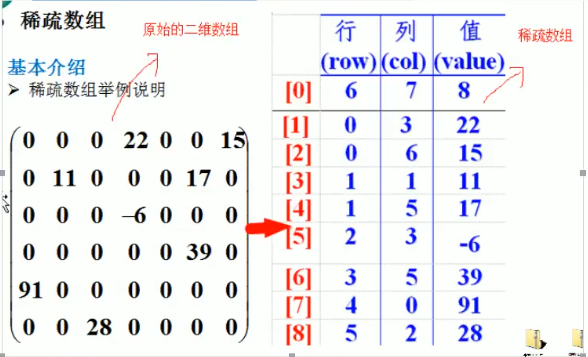 稀疏数组
原始的二维数组
基本介绍
➢ 稀疏数组举例说明
0 0 0 22 0 0 15
0 11 0 0 0 17 0
0 0 0 –6 0 0 0
0 0 0 0 0 39 0
91 0 0 0 0 0 0
0 0 28 0 0 0 0
稀疏数组
行 列 值
(row) (col) (value)
[0] 6 7 8
[1] 0 3 22
[2] 0 6 15
[3] 1 1 11
[4] 1 5 17
[5] 2 3 -6
[6] 3 5 39
[7] 4 0 91
[8] 5 2 28